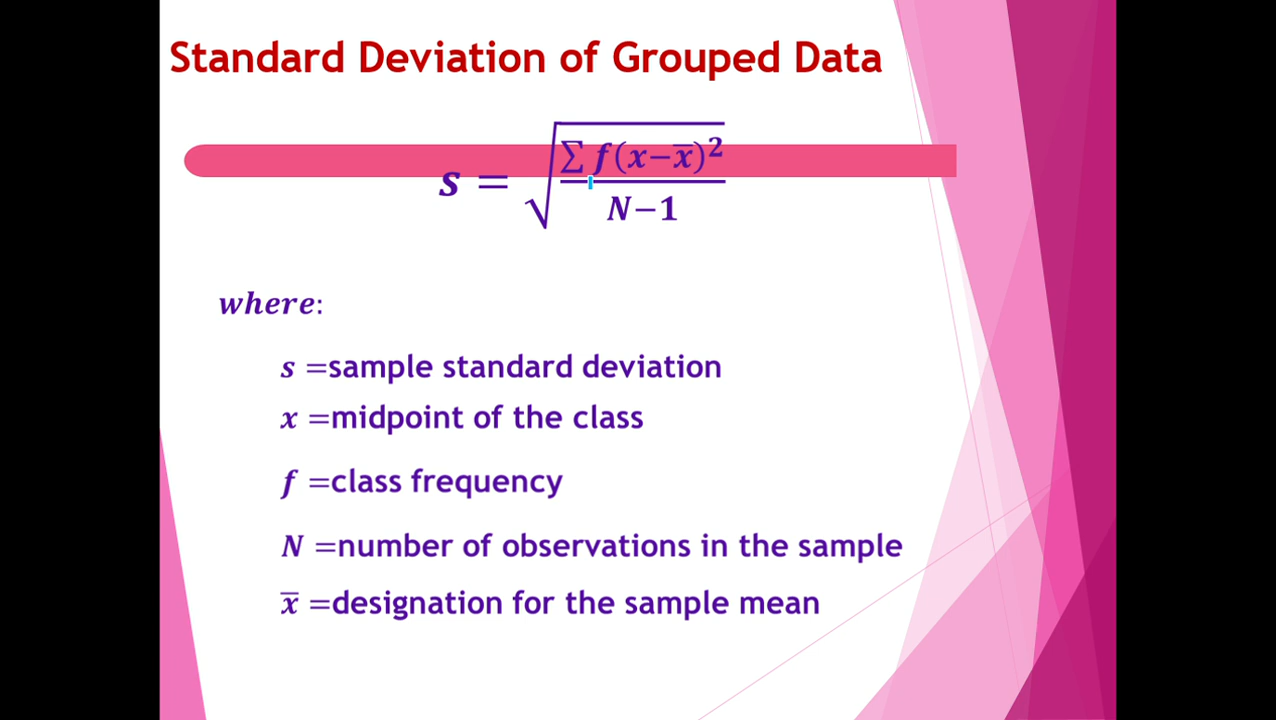 Standard Deviation of Grouped Data
s = √(∑ f(x−x̅)² / N−1)
where:
s =sample standard deviation
x =midpoint of the class
f =class frequency
N =number of observations in the sample
x̅ =designation for the sample mean